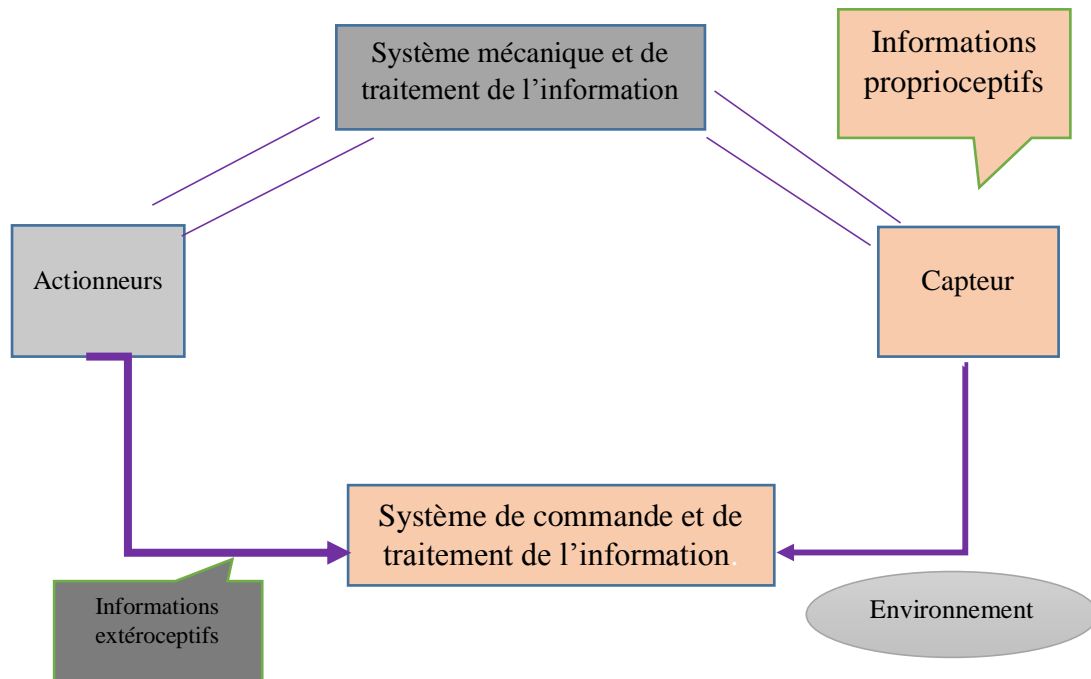 Système mécanique et de
traitement de l'information
Informations
proprioceptifs
Actionneurs
Capteur
Système de commande et de
traitement de l'information.
Informations
extéroceptifs
Environnement